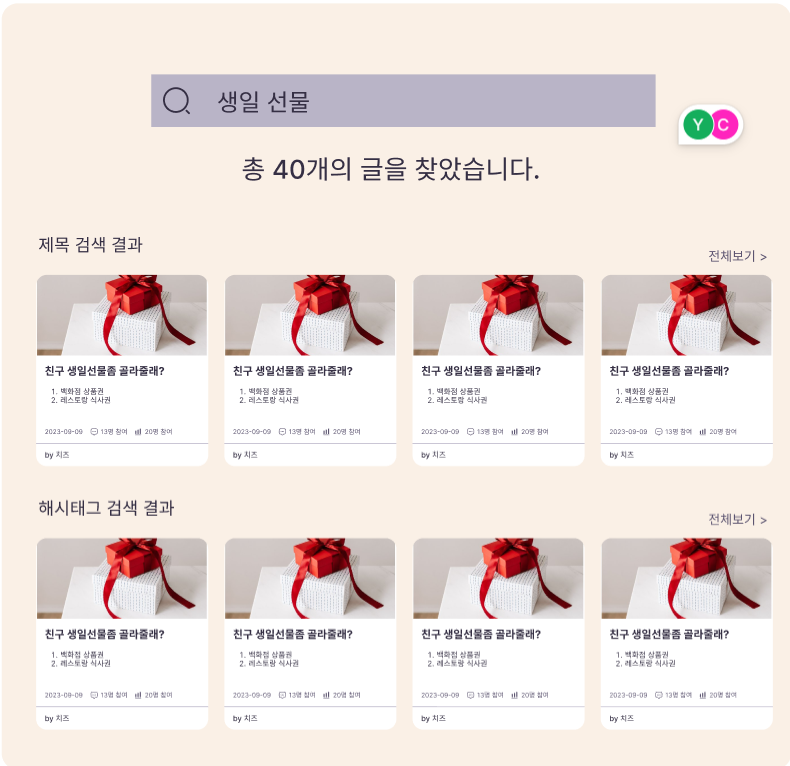 생일 선물
Y C
총 40개의 글을 찾았습니다.
제목 검색 결과
전체보기 >
친구 생일선물좀 골라줄래? 친구 생일선물좀 골라줄래? 친구 생일선물좀 골라줄래? 친구 생일선물좀 골라줄래?
1. 백화점 상품권 1. 백화점 상품권 1. 백화점 상품권 1. 백화점 상품권
2. 레스토랑 식사권 2. 레스토랑 식사권 2. 레스토랑 식사권 2. 레스토랑 식사권
2023-09-09 13명 참여 20명 참여 2023-09-09 13명 참여 20명 참여 2023-09-09 13명 참여 20명 참여 2023-09-09 13명 참여 20명 참여
by 치즈 by 치즈 by 치즈 by 치즈
해시태그 검색 결과
전체보기 >
친구 생일선물좀 골라줄래? 친구 생일선물좀 골라줄래? 친구 생일선물좀 골라줄래? 친구 생일선물좀 골라줄래?
1. 백화점 상품권 1. 백화점 상품권 1. 백화점 상품권 1. 백화점 상품권
2. 레스토랑 식사권 2. 레스토랑 식사권 2. 레스토랑 식사권 2. 레스토랑 식사권
2023-09-09 13명 참여 20명 참여 2023-09-09 13명 참여 20명 참여 2023-09-09 13명 참여 20명 참여 2023-09-09 13명 참여 20명 참여
by 치즈 by 치즈 by 치즈 by 치즈